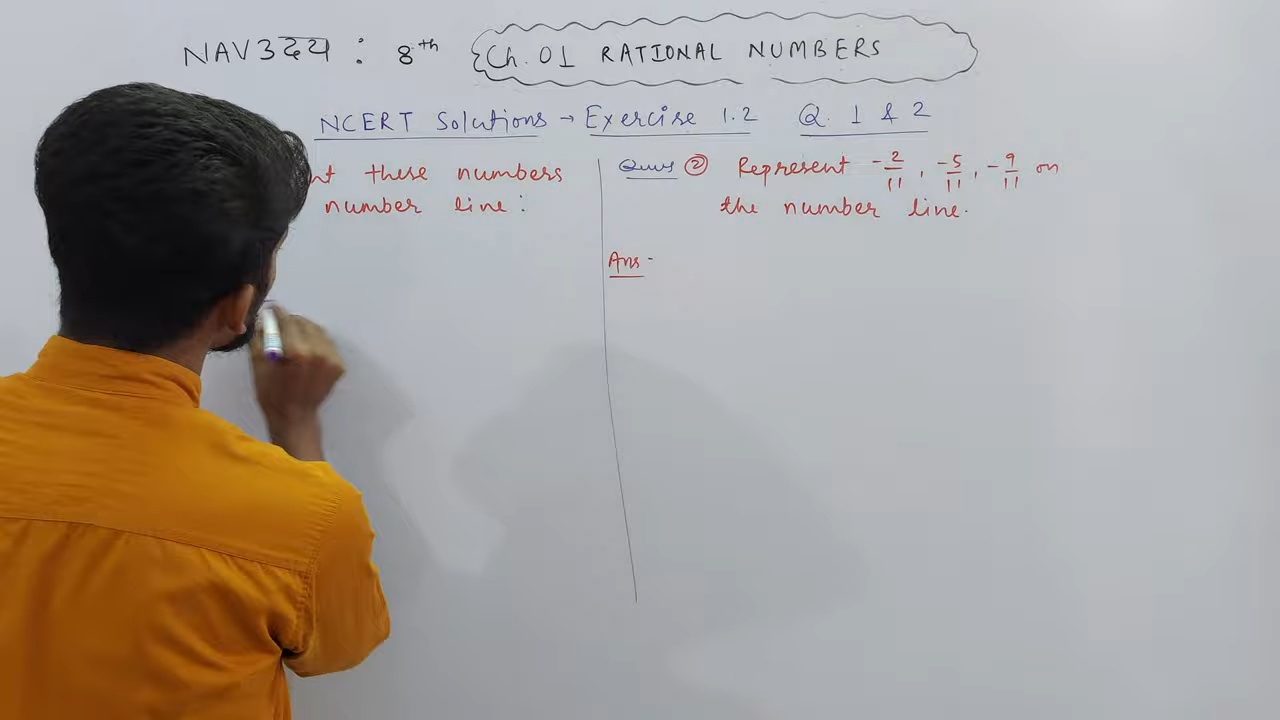 NAV3ટટી : 8th Ch. 01 RATIONAL NUMBERS
NCERT Solutions → Exercise 1.2 Q. 1 & 2
these numbers
number line:
Ques ② Represent -2/11, -5/11, -9/11 on
the number line.
Ans -